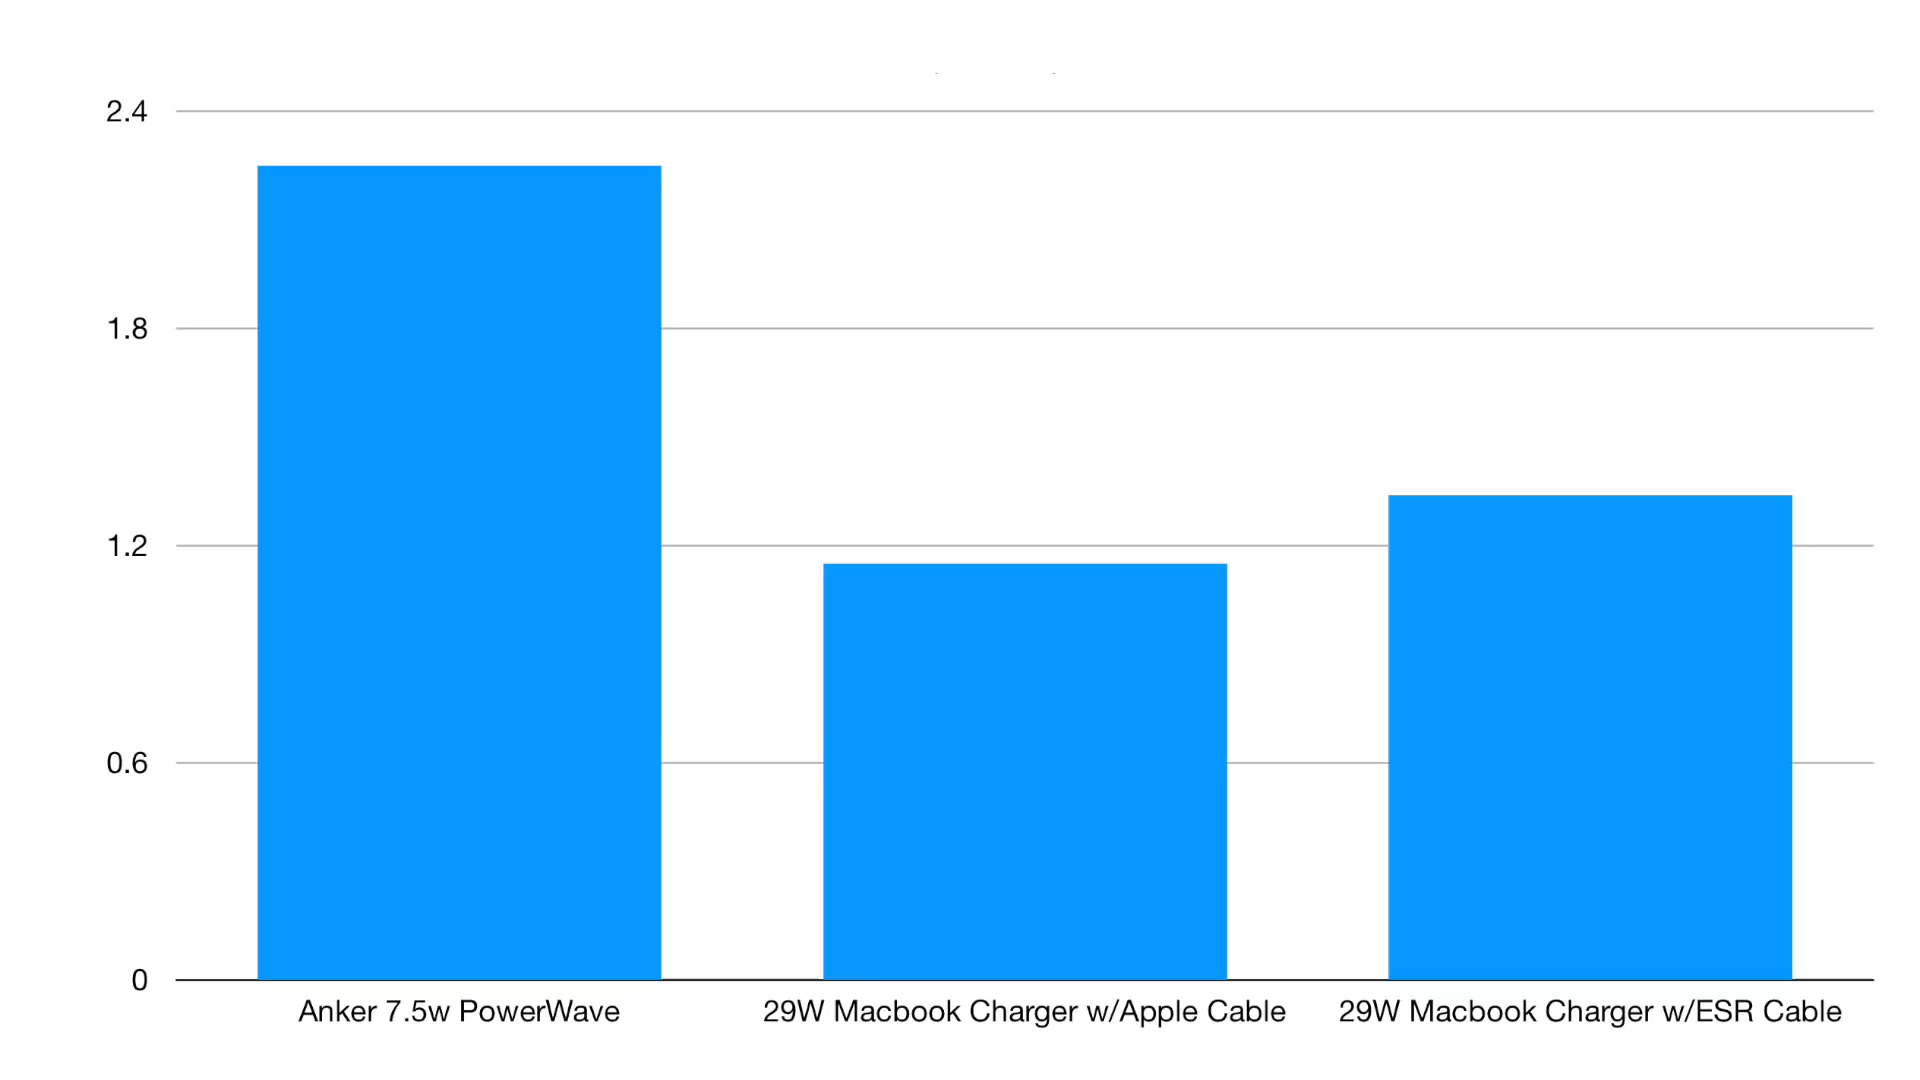 2.4
1.8
1.2
0.6
0
Anker 7.5w PowerWave
29W Macbook Charger w/Apple Cable
29W Macbook Charger w/ESR Cable